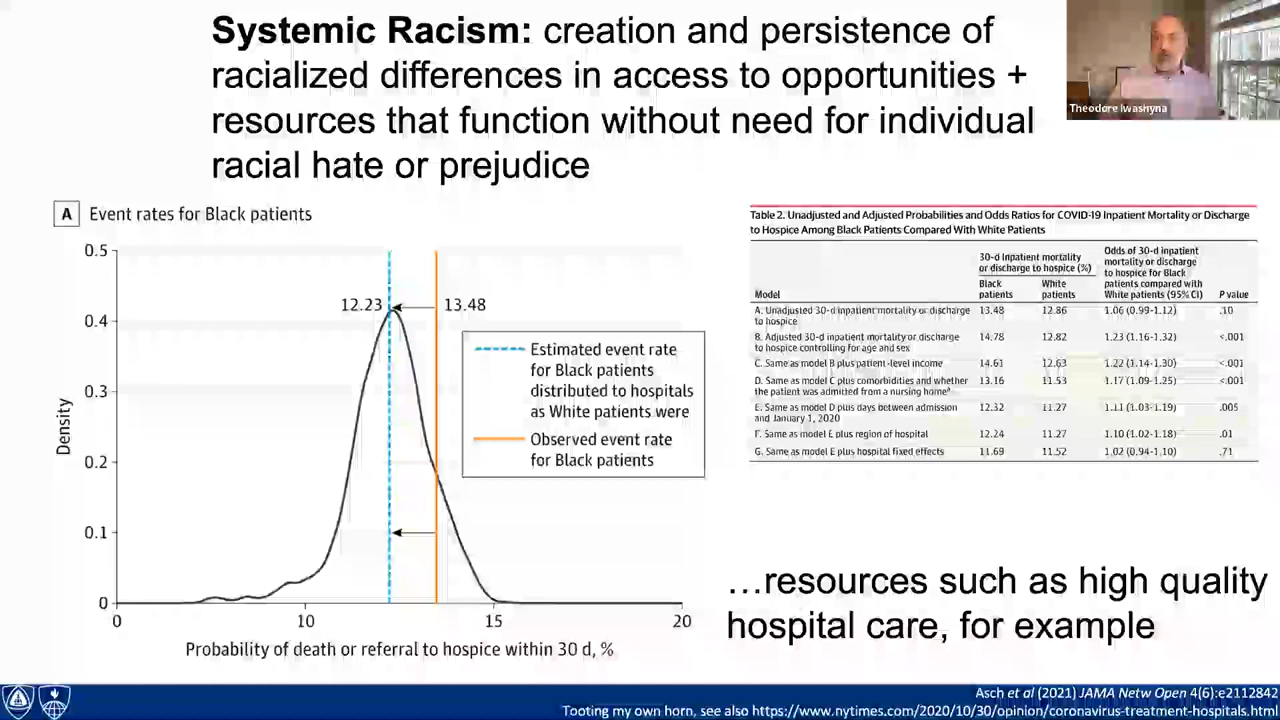 Systemic Racism: creation and persistence of
racialized differences in access to opportunities +
resources that function without need for individual
racial hate or prejudice
Theodore Iwashyna
A Event rates for Black patients
0.5
0.4
0.3
0.2
0.1
0
Density
12.23
13.48
Estimated event rate
for Black patients
distributed to hospitals
as White patients were
Observed event rate
for Black patients
0 10 15 20
Probability of death or referral to hospice within 30 d, %
Table 2. Unadjusted and Adjusted Probabilities and Odds Ratios for COVID-19 Inpatient Mortality or Discharge
to Hospice Among Black Patients Compared With White Patients
30-d Inpatient mortality
or discharge to hospice (%)
Odds of 30-d inpatient
mortality or discharge
to hospice for Black
patients compared with
White patients (95% CI)
Model
Black
patients
White
patients
P value
A. Unadjusted 30-d inpatient mortality or discharge
to hospice
13.48 12.86 1.06 (0.99-1.12) .10
B. Adjusted 30-d inpatient mortality or discharge
to hospice controlling for age and sex
14.78 12.82 1.23 (1.16-1.32) <.001
C. Same as model B plus patient-level income 14.61 12.63 1.22 (1.14-1.30) <.001
D. Same as model C plus comorbidities and whether
the patient was admitted from a nursing home
13.16 11.53 1.17 (1.09-1.25) <.001
E. Same as model D plus days between admission
and January 1, 2020
12.32 11.27 1.11 (1.03-1.19) .005
F. Same as model E plus region of hospital 12.24 11.27 1.10 (1.02-1.18) .01
G. Same as model E plus hospital fixed effects 11.69 11.52 1.02 (0.94-1.10) .71
…resources such as high quality
hospital care, for example
Asch et al (2021) JAMA Netw Open 4(6):e2112842
Tooting my own horn, see also https://www.nytimes.com/2020/10/30/opinion/coronavirus-treatment-hospitals.htm